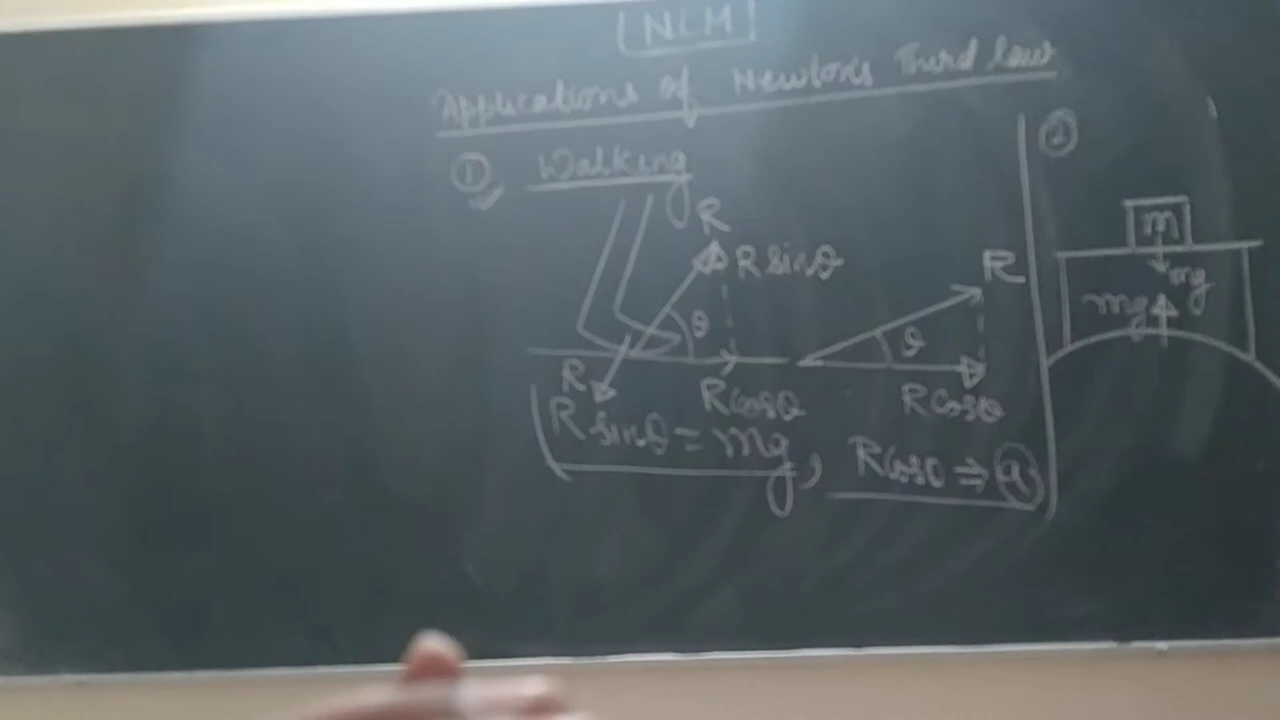 NLM
Applications of Newton's Third law
① Walking
R
R sinθ
θ
R
R cosθ
R
θ
R cosθ
R sinθ = mg, R cosθ ⇒ a
②
m
mg
mg